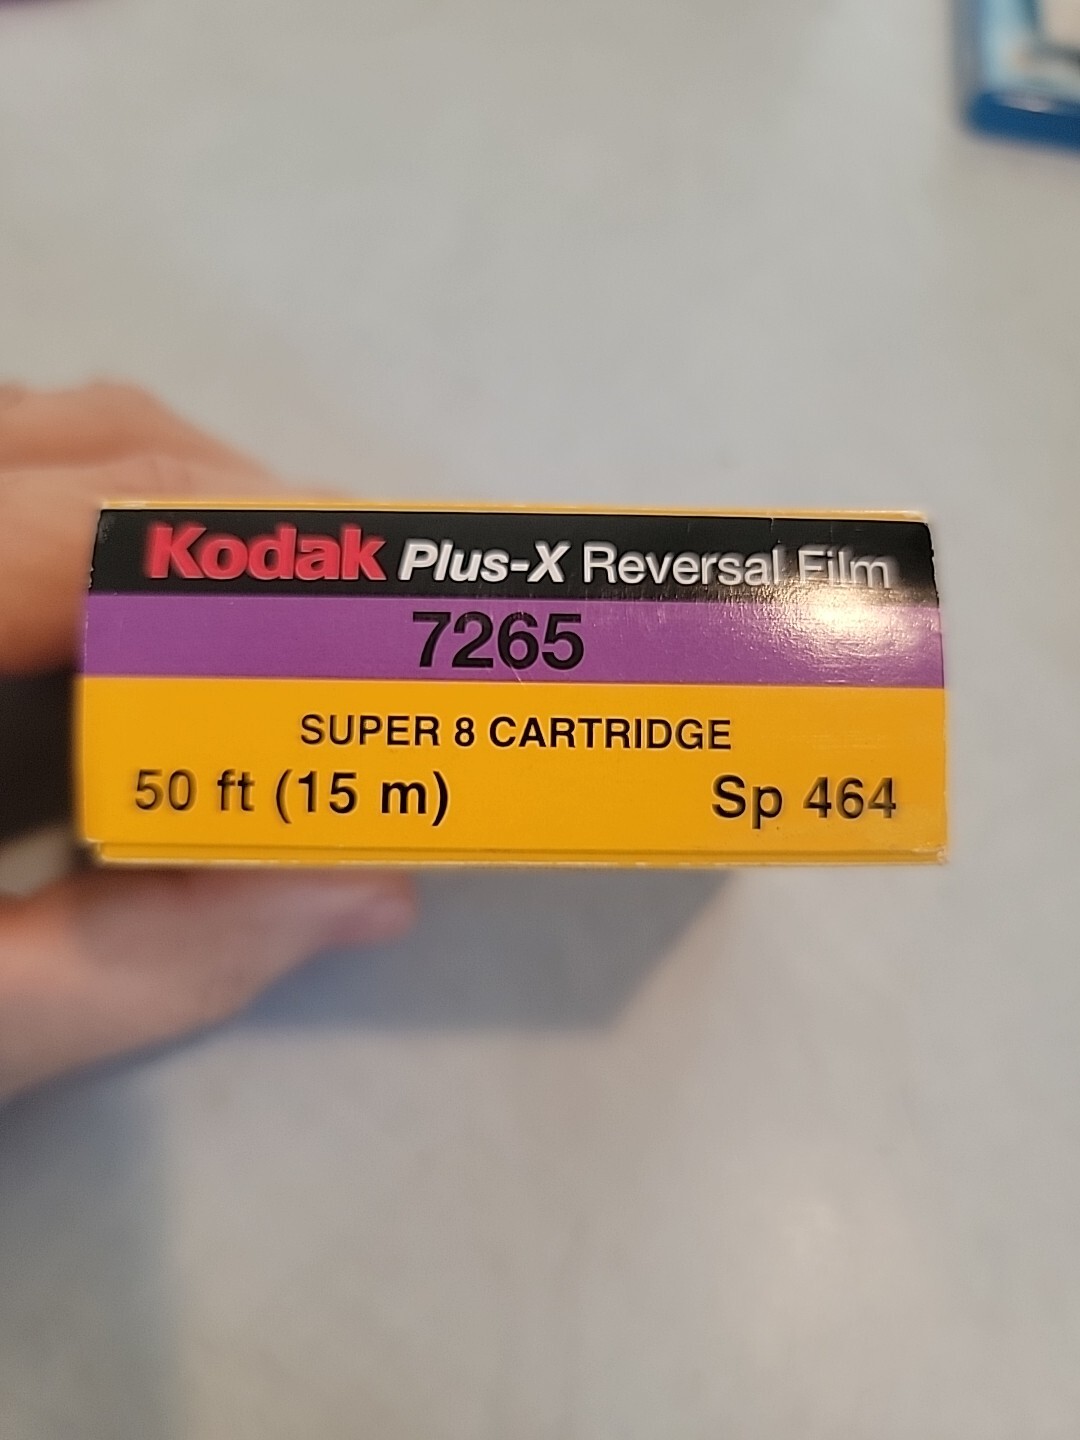 Kodak Plus-X Reversal Film
7265
SUPER 8 CARTRIDGE
50 ft (15 m) Sp 464